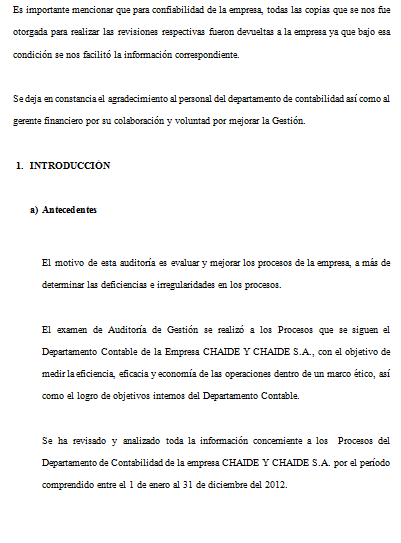 Es importante mencionar que para confiabilidad de la empresa, todas las copias que se nos fue
otorgada para realizar las revisiones respectivas fueron devueltas a la empresa ya que bajo esa
condición se nos facilitó la información correspondiente.
Se deja en constancia el agradecimiento al personal del departamento de contabilidad así como al
gerente financiero por su colaboración y voluntad por mejorar la Gestión.
1. INTRODUCCIÓN
a) Antecedentes
El motivo de esta auditoría es evaluar y mejorar los procesos de la empresa, a más de
determinar las deficiencias e irregularidades en los procesos.
El examen de Auditoría de Gestión se realizó a los Procesos que se siguen el
Departamento Contable de la Empresa CHAIDE Y CHAIDE S.A., con el objetivo de
medir la eficiencia, eficacia y economía de las operaciones dentro de un marco ético, así
como el logro de objetivos internos del Departamento Contable.
Se ha revisado y analizado toda la información concerniente a los Procesos del
Departamento de Contabilidad de la empresa CHAIDE Y CHAIDE S.A. por el período
comprendido entre el 1 de enero al 31 de diciembre del 2012.